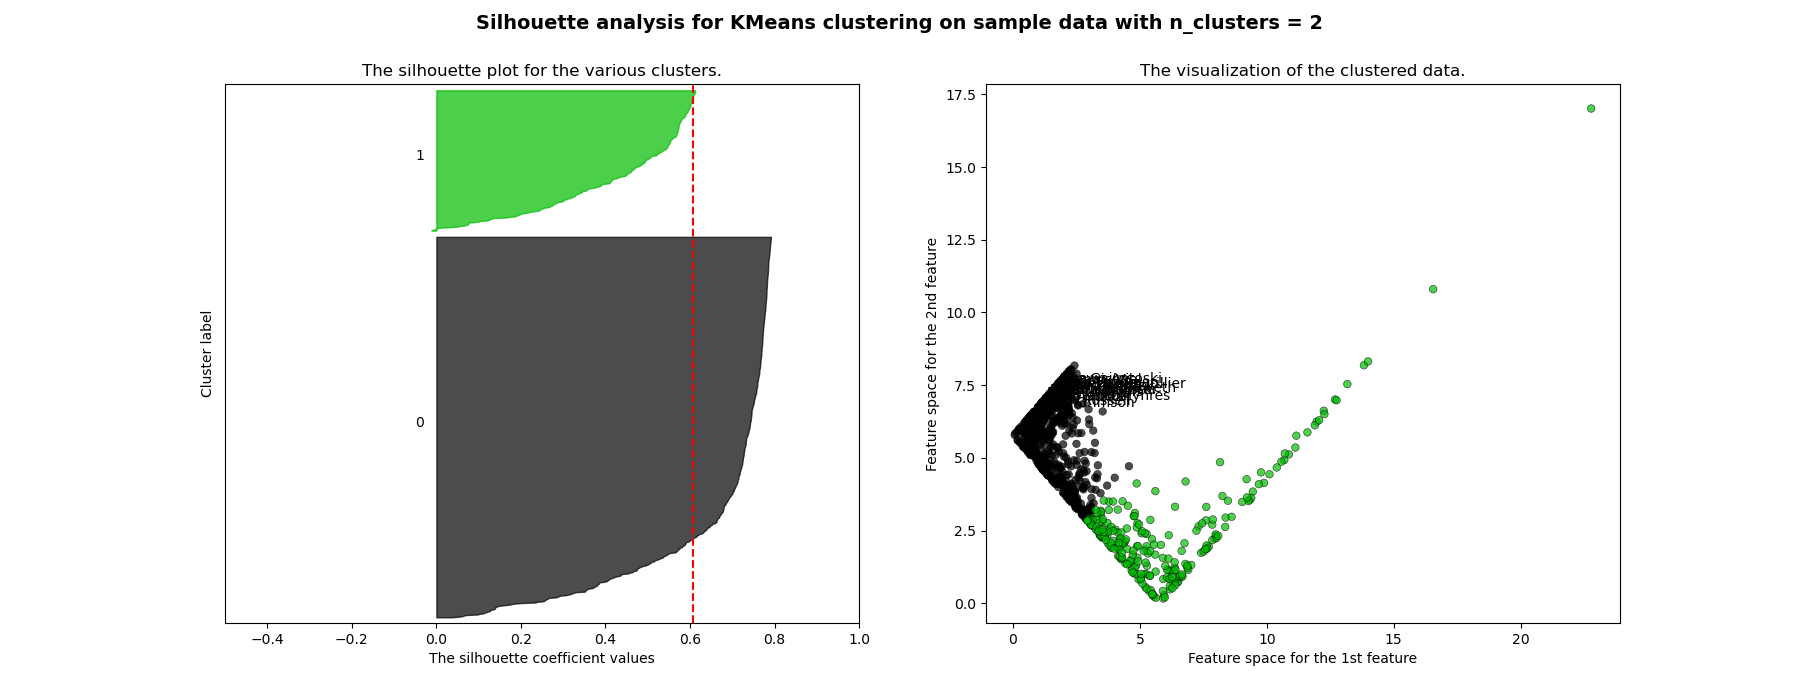 Silhouette analysis for KMeans clustering on sample data with n_clusters = 2
The silhouette plot for the various clusters.
1
0
Cluster label
−0.4 −0.2 0.0 0.2 0.4 0.6 0.8 1.0
The silhouette coefficient values
The visualization of the clustered data.
17.5
15.0
12.5
10.0
7.5
5.0
2.5
0.0
Feature space for the 2nd feature
0 5 10 15 20
Feature space for the 1st feature